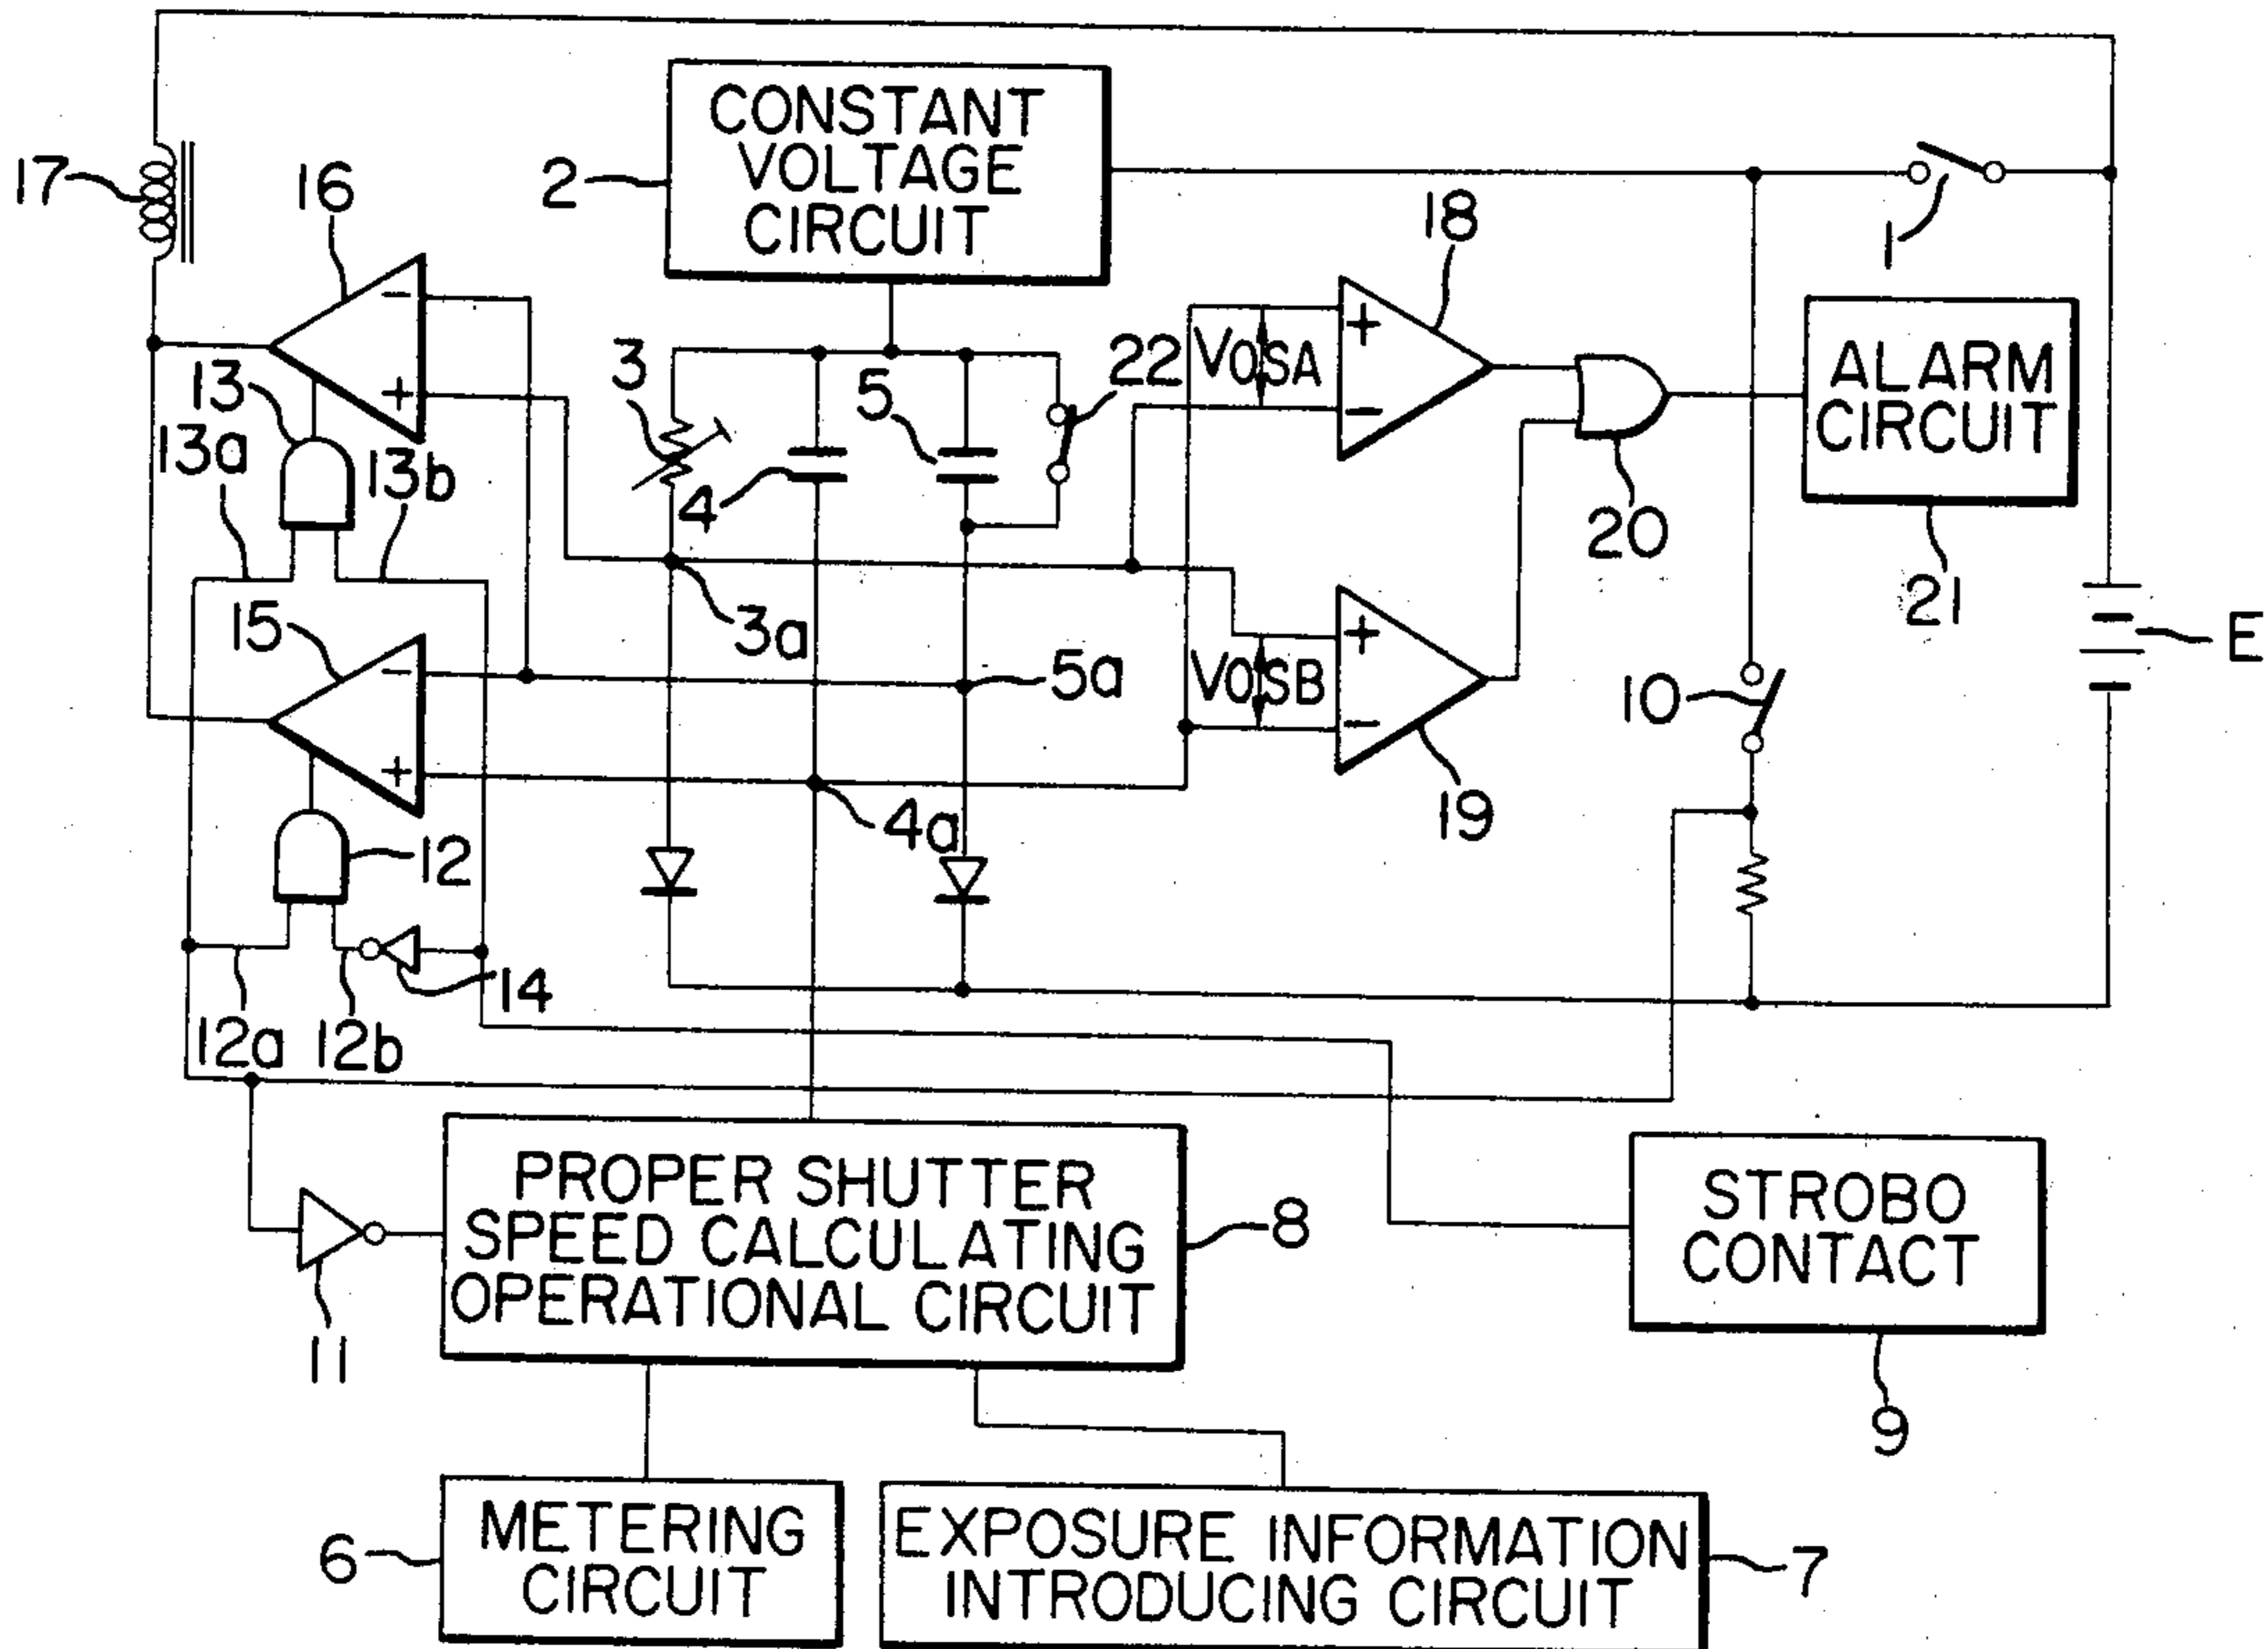 CONSTANT
VOLTAGE
CIRCUIT
2
17
16
18
1
13
13a
13b
3
4
5
22
VOSA
+
−
−
+
ALARM
CIRCUIT
20
21
E
15
3a
5a
VOSB
+
−
−
+
10
19
4a
12
14
12a
12b
PROPER SHUTTER
SPEED CALCULATING
OPERATIONAL CIRCUIT
8
11
STROBO
CONTACT
9
METERING
CIRCUIT
6
EXPOSURE INFORMATION
INTRODUCING CIRCUIT
7